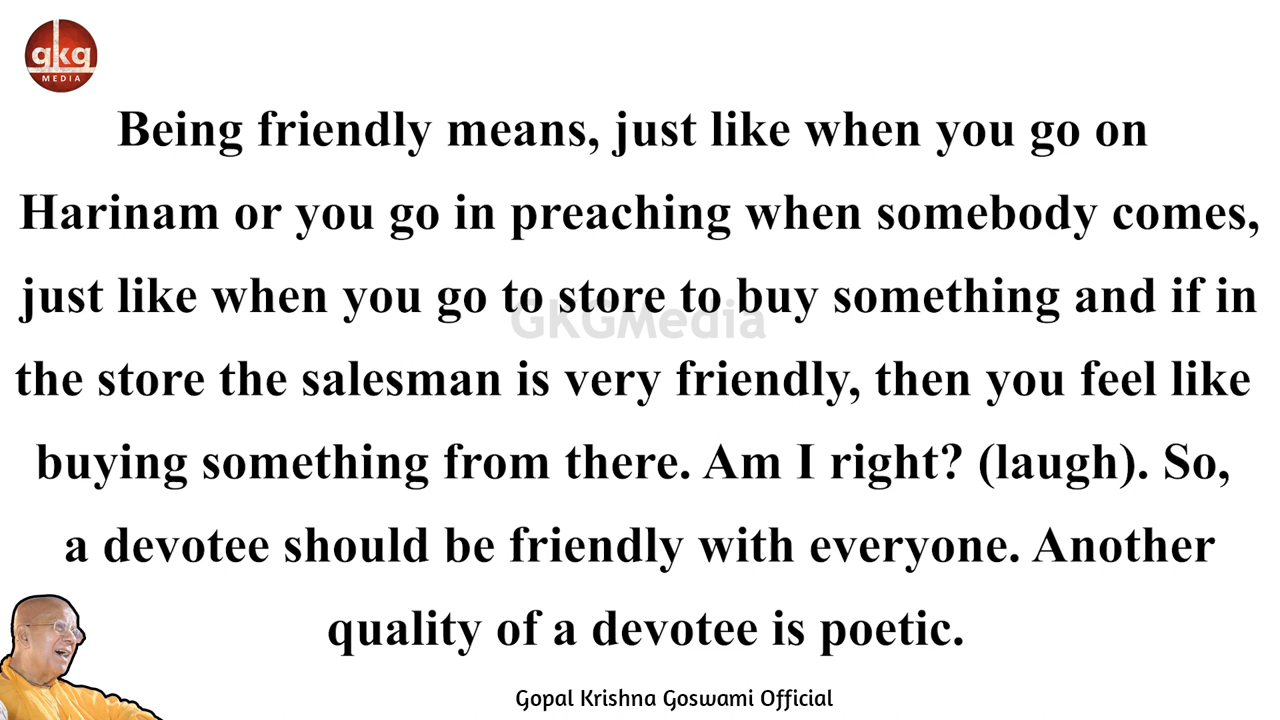 gkg
MEDIA
Being friendly means, just like when you go on
Harinam or you go in preaching when somebody comes,
just like when you go to store to buy something and if in
GKGMedia
the store the salesman is very friendly, then you feel like
buying something from there. Am I right? (laugh). So,
a devotee should be friendly with everyone. Another
quality of a devotee is poetic.
Gopal Krishna Goswami Official